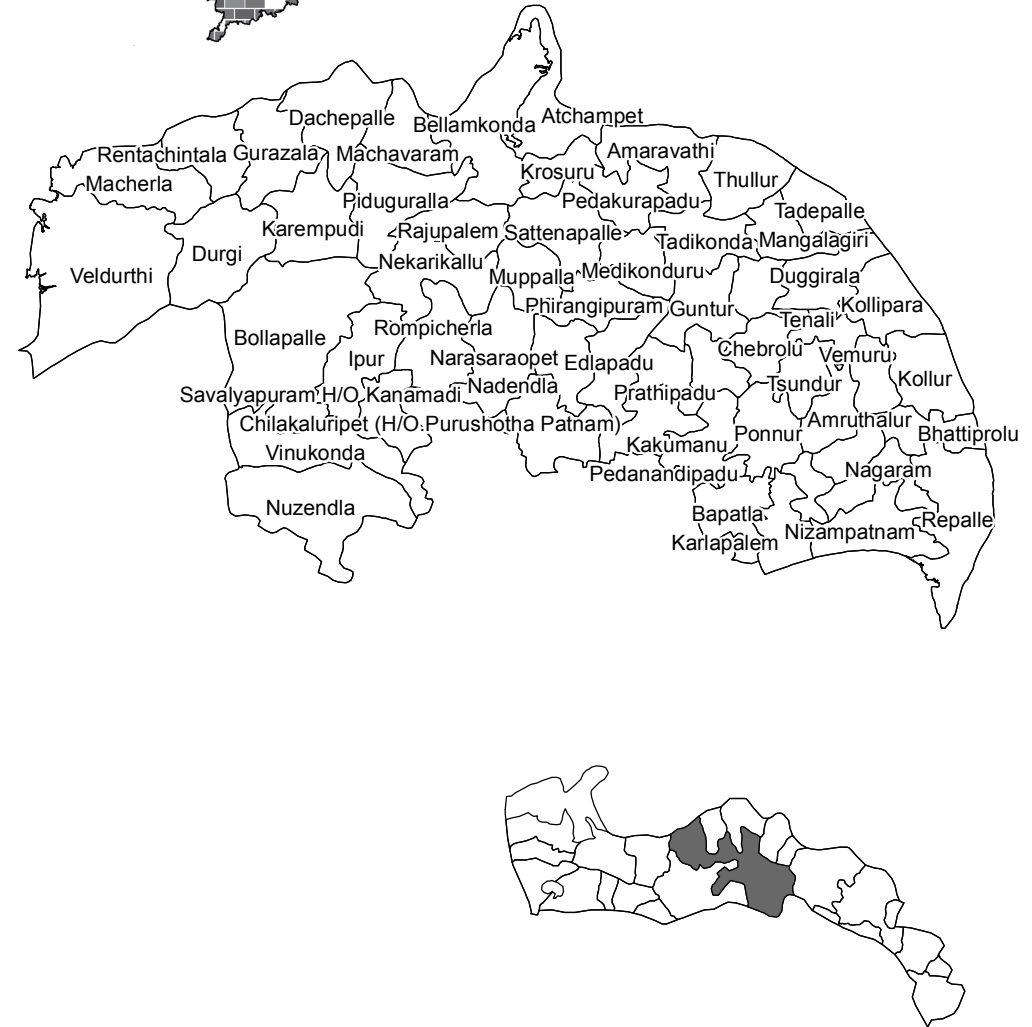 Atchampet
Dachepalle
Bellamkonda
Rentachintala
Gurazala
Machavaram
Amaravathi
Krosuru
Thullur
Macherla
Piduguralla
Pedakurapadu
Tadepalle
Karempudi
Rajupalem
Sattenapalle
Tadikonda
Mangalagiri
Durgi
Nekarikallu
Veldurthi
Muppalla
Medikonduru
Duggirala
Phirangipuram
Guntur
Kollipara
Tenali
Bollapalle
Rompicherla
Chebrolu
Vemuru
Ipur
Narasaraopet
Edlapadu
Kollur
Nadendla
Tsundur
Savalyapuram H/O Kanamadi
Prathipadu
Chilakaluripet (H/O.Purushotha Patnam)
Amruthalur
Ponnur
Bhattiprolu
Kakumanu
Vinukonda
Pedanandipadu
Nagaram
Nuzendla
Bapatla
Repalle
Nizampatnam
Karlapalem